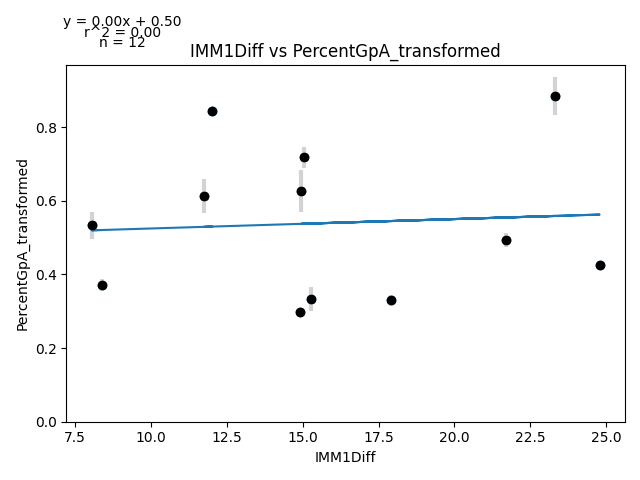 y = 0.00x + 0.50
r^2 = 0.00
n = 12
IMM1Diff vs PercentGpA_transformed
PercentGpA_transformed
0.8
0.6
0.4
0.2
0.0
7.5 10.0 12.5 15.0 17.5 20.0 22.5 25.0
IMM1Diff